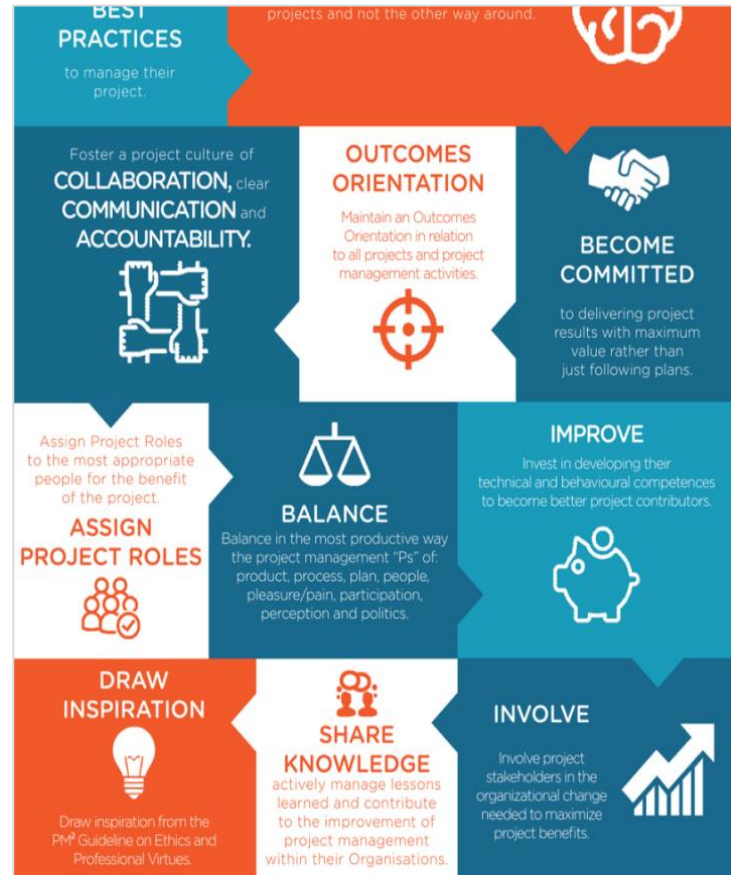 BEST
PRACTICES
to manage their
project.
projects and not the other way around.
BECOME
COMMITTED
to delivering project
results with maximum
value rather than
just following plans.
OUTCOMES
ORIENTATION
Maintain an Outcomes
Orientation in relation
to all projects and project
management activities.
Foster a project culture of
COLLABORATION, clear
COMMUNICATION and
ACCOUNTABILITY.
Assign Project Roles
to the most appropriate
people for the benefit
of the project.
ASSIGN
PROJECT ROLES
BALANCE
Balance in the most productive way
the project management “Ps” of:
product, process, plan, people,
pleasure/pain, participation,
perception and politics.
IMPROVE
Invest in developing their
technical and behavioural competences
to become better project contributors.
INVOLVE
Involve project
stakeholders in the
organizational change
needed to maximize
project benefits.
SHARE
KNOWLEDGE
actively manage lessons
learned and contribute
to the improvement of
project management
within their Organisations.
DRAW
INSPIRATION
Draw inspiration from the
PM² Guideline on Ethics and
Professional Virtues.